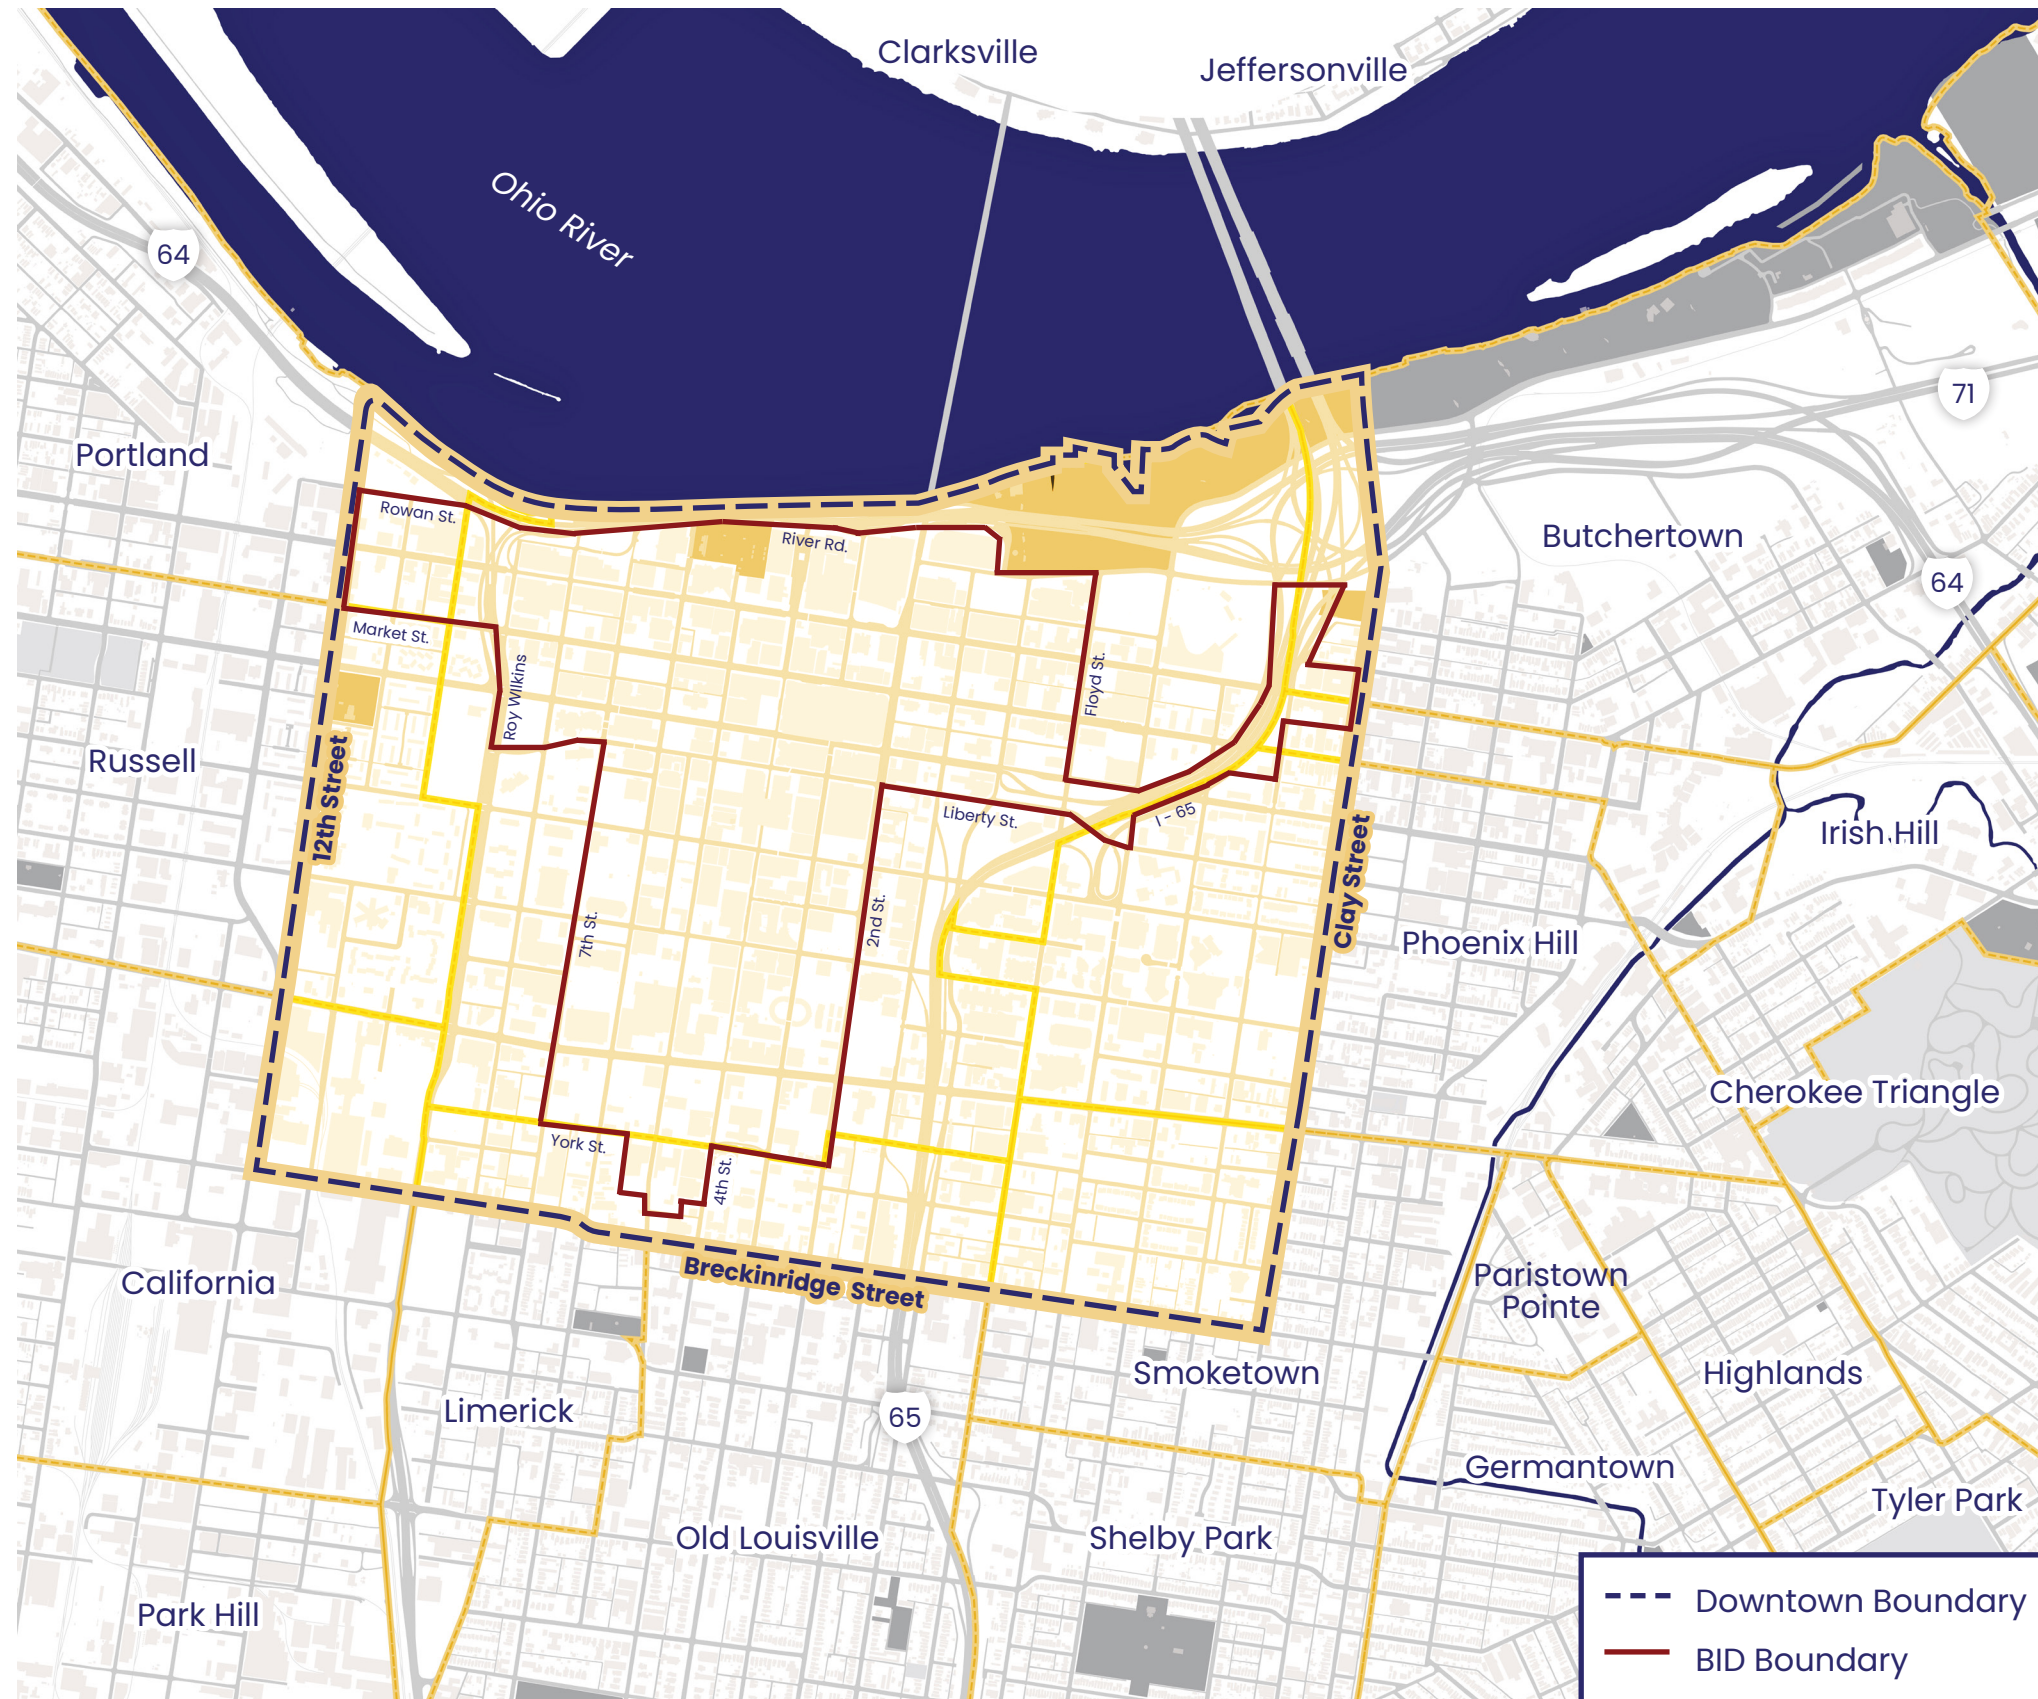 Clarksville
Jeffersonville
Ohio River
64
71
Portland
Rowan St.
River Rd.
Butchertown
64
Market St.
Roy WIlkins
Floyd St.
Russell
12th Street
Liberty St.
I - 65
Irish Hill
Clay Street
7th St.
2nd St.
Phoenix Hill
Cherokee Triangle
York St.
4th St.
California
Breckinridge Street
Paristown
Pointe
Smoketown
Highlands
Limerick
65
Germantown
Tyler Park
Old Louisville
Shelby Park
Park Hill
Downtown Boundary
BID Boundary